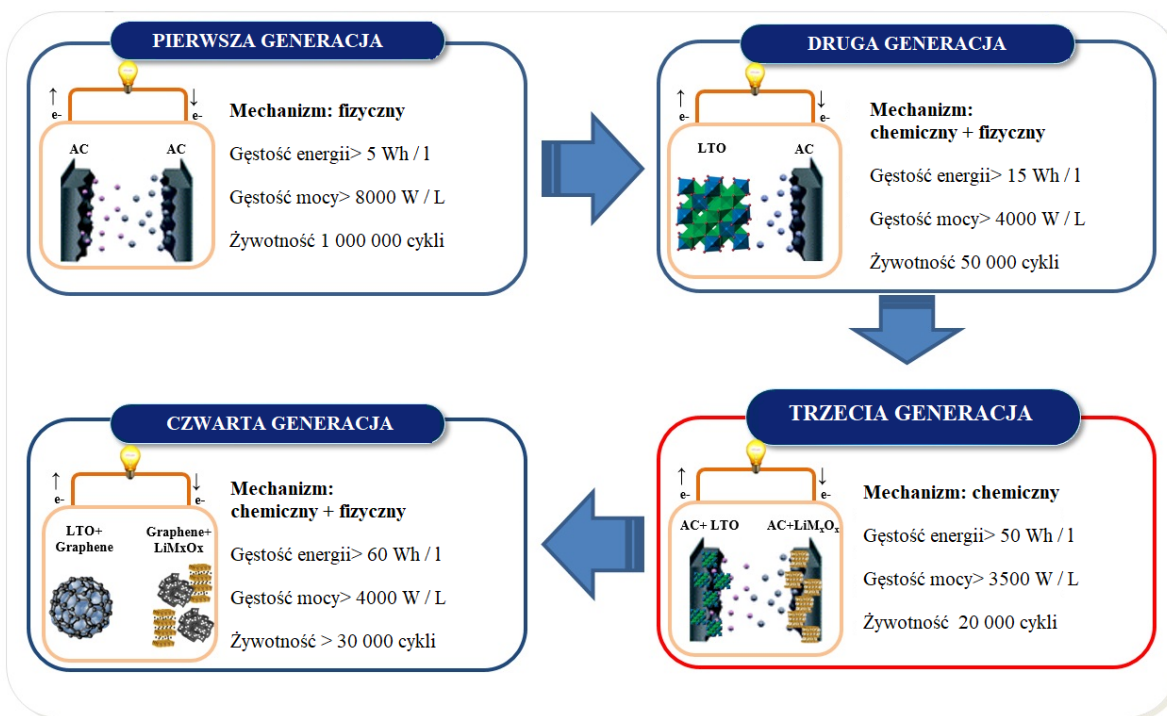 PIERWSZA GENERACJA
↑ ↓
e- e-
AC AC
Mechanizm: fizyczny
Gęstość energii> 5 Wh / l
Gęstość mocy> 8000 W / L
Żywotność 1 000 000 cykli
DRUGA GENERACJA
↑ ↓
e- e-
LTO AC
Mechanizm:
chemiczny + fizyczny
Gęstość energii> 15 Wh / l
Gęstość mocy> 4000 W / L
Żywotność 50 000 cykli
TRZECIA GENERACJA
↑ ↓
e- e-
AC+ LTO AC+LiMₓOₓ
Mechanizm: chemiczny
Gęstość energii> 50 Wh / l
Gęstość mocy> 3500 W / L
Żywotność 20 000 cykli
CZWARTA GENERACJA
↑ ↓
e- e-
LTO+
Graphene
Graphene+
LiMxOx
Mechanizm:
chemiczny + fizyczny
Gęstość energii> 60 Wh / l
Gęstość mocy> 4000 W / L
Żywotność > 30 000 cykli